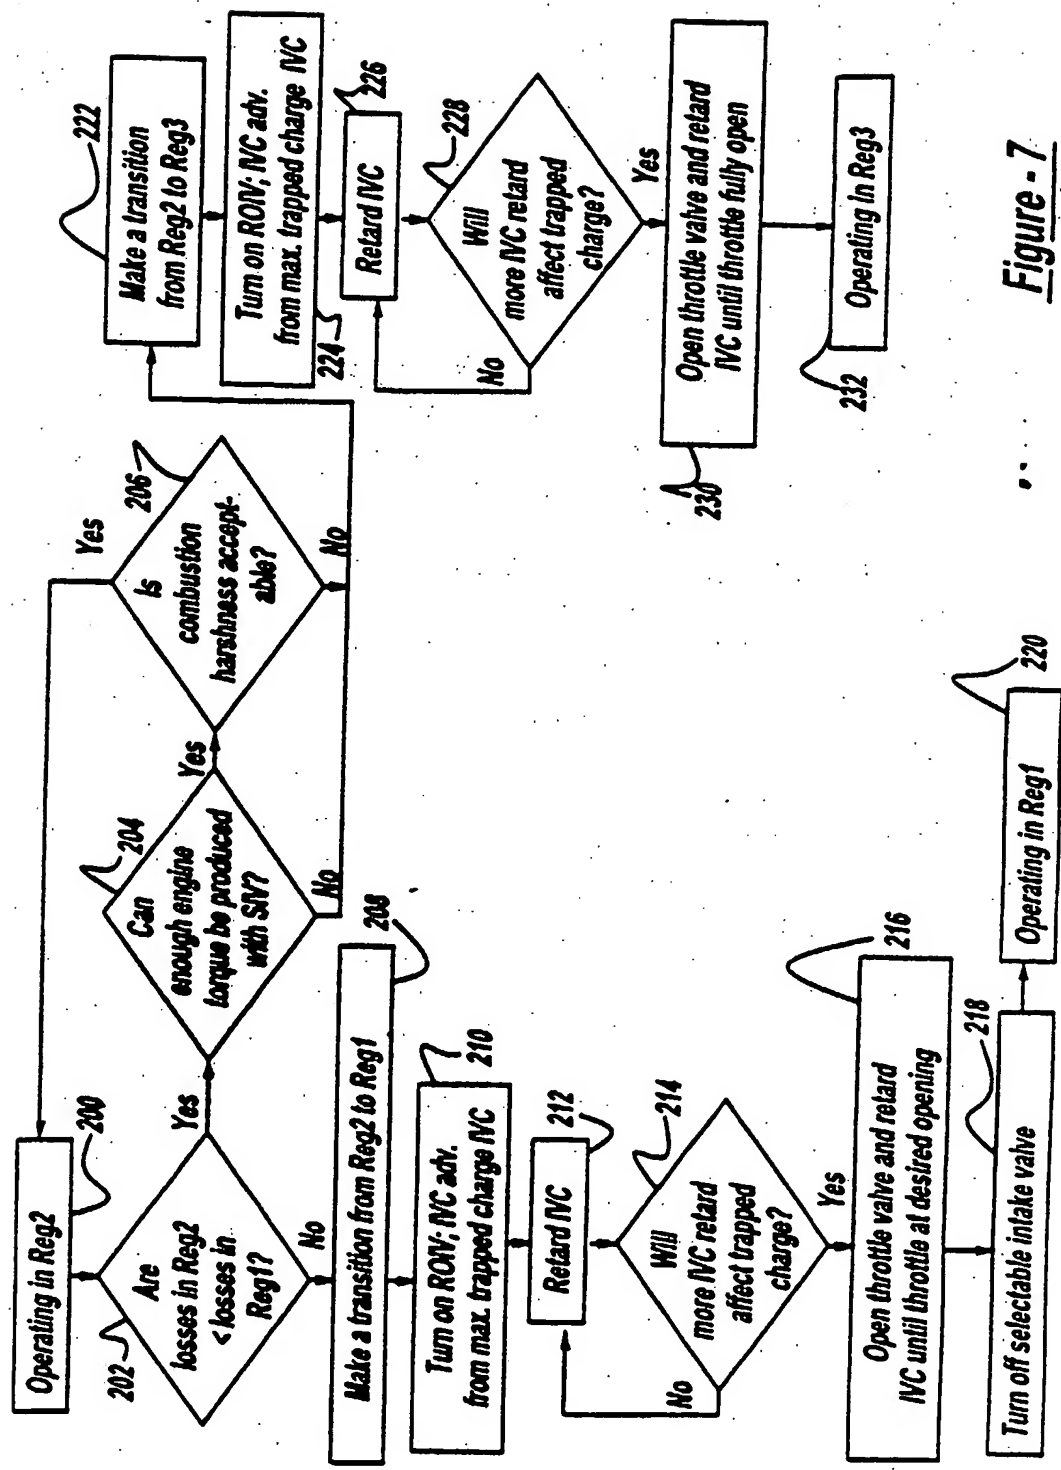 Operating in Reg2
200
Are
losses in Reg2
< losses in
Reg1?
202
Yes
No
Can
enough engine
torque be produced
with SIV?
204
Yes
No
Is
combustion
harshness accept-
able?
206
Yes
No
Make a transition from Reg2 to Reg1
208
Turn on ROIV; IVC adv.
from max. trapped charge IVC
210
Retard IVC
212
Will
more IVC retard
affect trapped
charge?
214
No
Yes
Open throttle valve and retard
IVC until throttle at desired opening
216
Turn off selectable intake valve
218
Operating in Reg1
220
Make a transition
from Reg2 to Reg3
222
Turn on ROIV; IVC adv.
from max. trapped charge IVC
224
Retard IVC
226
Will
more IVC retard
affect trapped
charge?
228
No
Yes
Open throttle valve and retard
IVC until throttle fully open
230
Operating in Reg3
232
Figure - 7